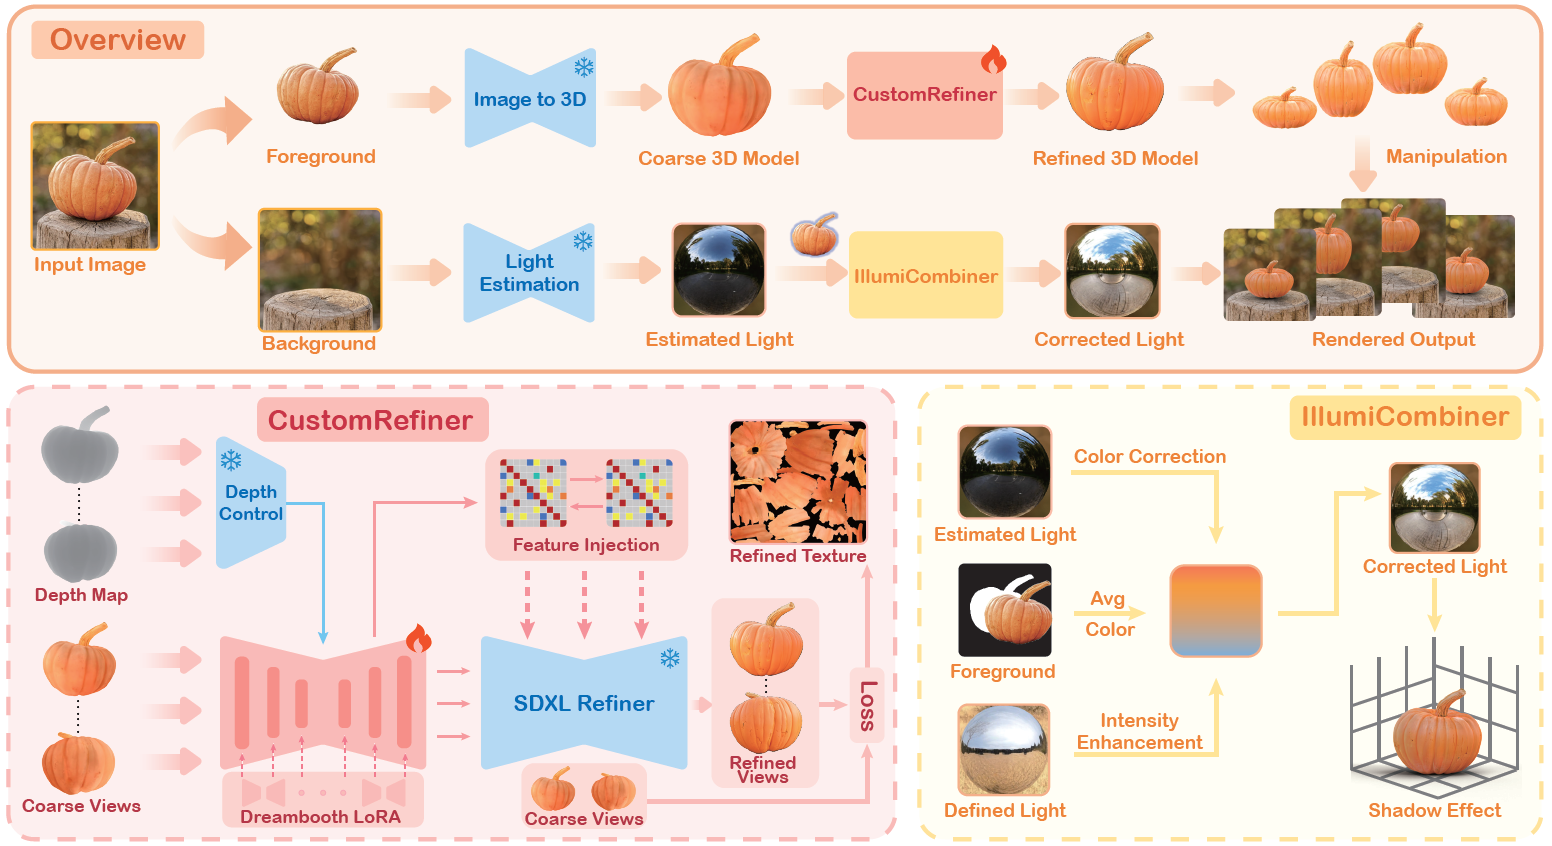 Overview
Input Image
Foreground
Image to 3D
Coarse 3D Model
CustomRefiner
Refined 3D Model
Manipulation
Background
Light
Estimation
Estimated Light
IllumiCombiner
Corrected Light
Rendered Output
CustomRefiner
Depth
Control
Depth Map
Feature Injection
Refined Texture
SDXL Refiner
Refined
Views
Loss
Coarse Views
Dreambooth LoRA
Coarse Views
IllumiCombiner
Color Correction
Estimated Light
Corrected Light
Avg
Color
Foreground
Intensity
Enhancement
Defined Light
Shadow Effect